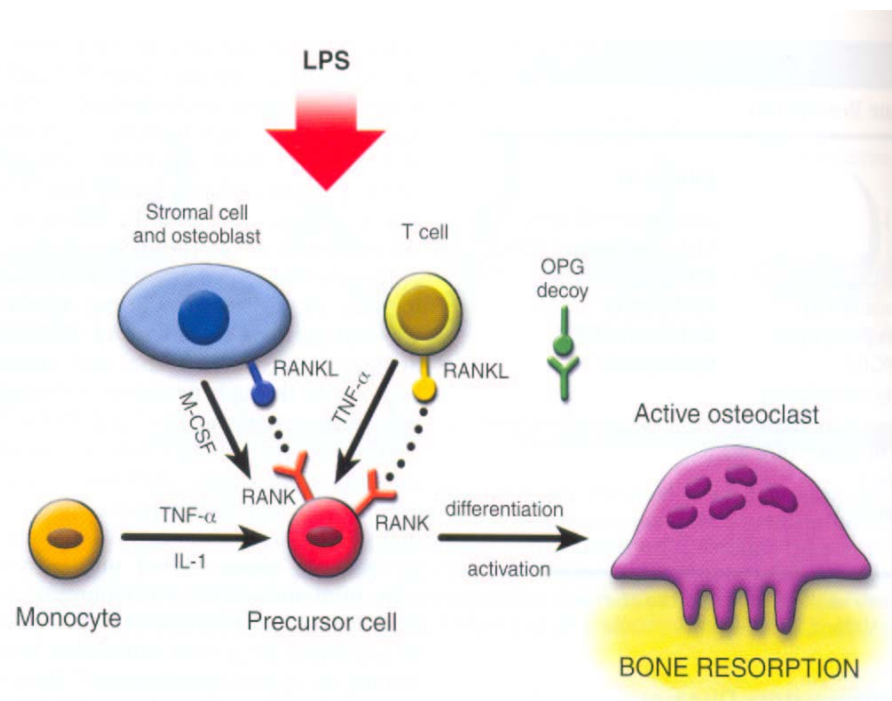 LPS
Stromal cell
and osteoblast
T cell
OPG
decoy
RANKL
RANKL
M-CSF
TNF-α
Active osteoclast
RANK
TNF-α
IL-1
RANK
differentiation
activation
Monocyte
Precursor cell
BONE RESORPTION